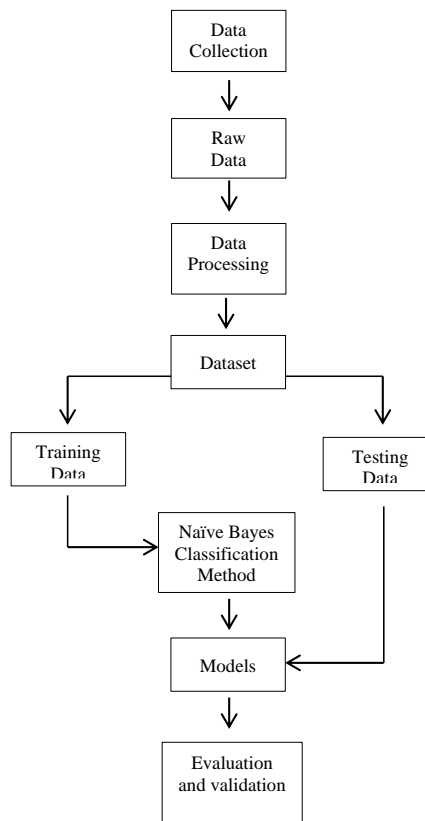 Data
Collection
Raw
Data
Data
Processing
Dataset
Training
Data
Testing
Data
Naïve Bayes
Classification
Method
Models
Evaluation
and validation